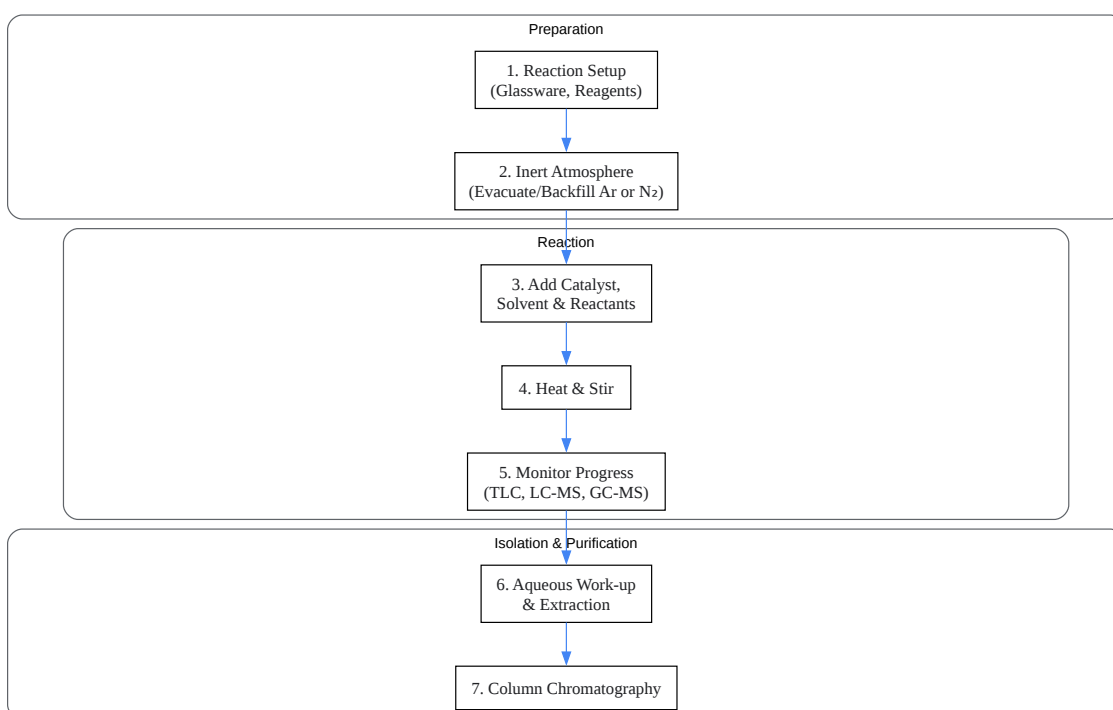 Preparation
1. Reaction Setup
(Glassware, Reagents)
2. Inert Atmosphere
(Evacuate/Backfill Ar or N₂)
Reaction
3. Add Catalyst,
Solvent & Reactants
4. Heat & Stir
5. Monitor Progress
(TLC, LC-MS, GC-MS)
Isolation & Purification
6. Aqueous Work-up
& Extraction
7. Column Chromatography